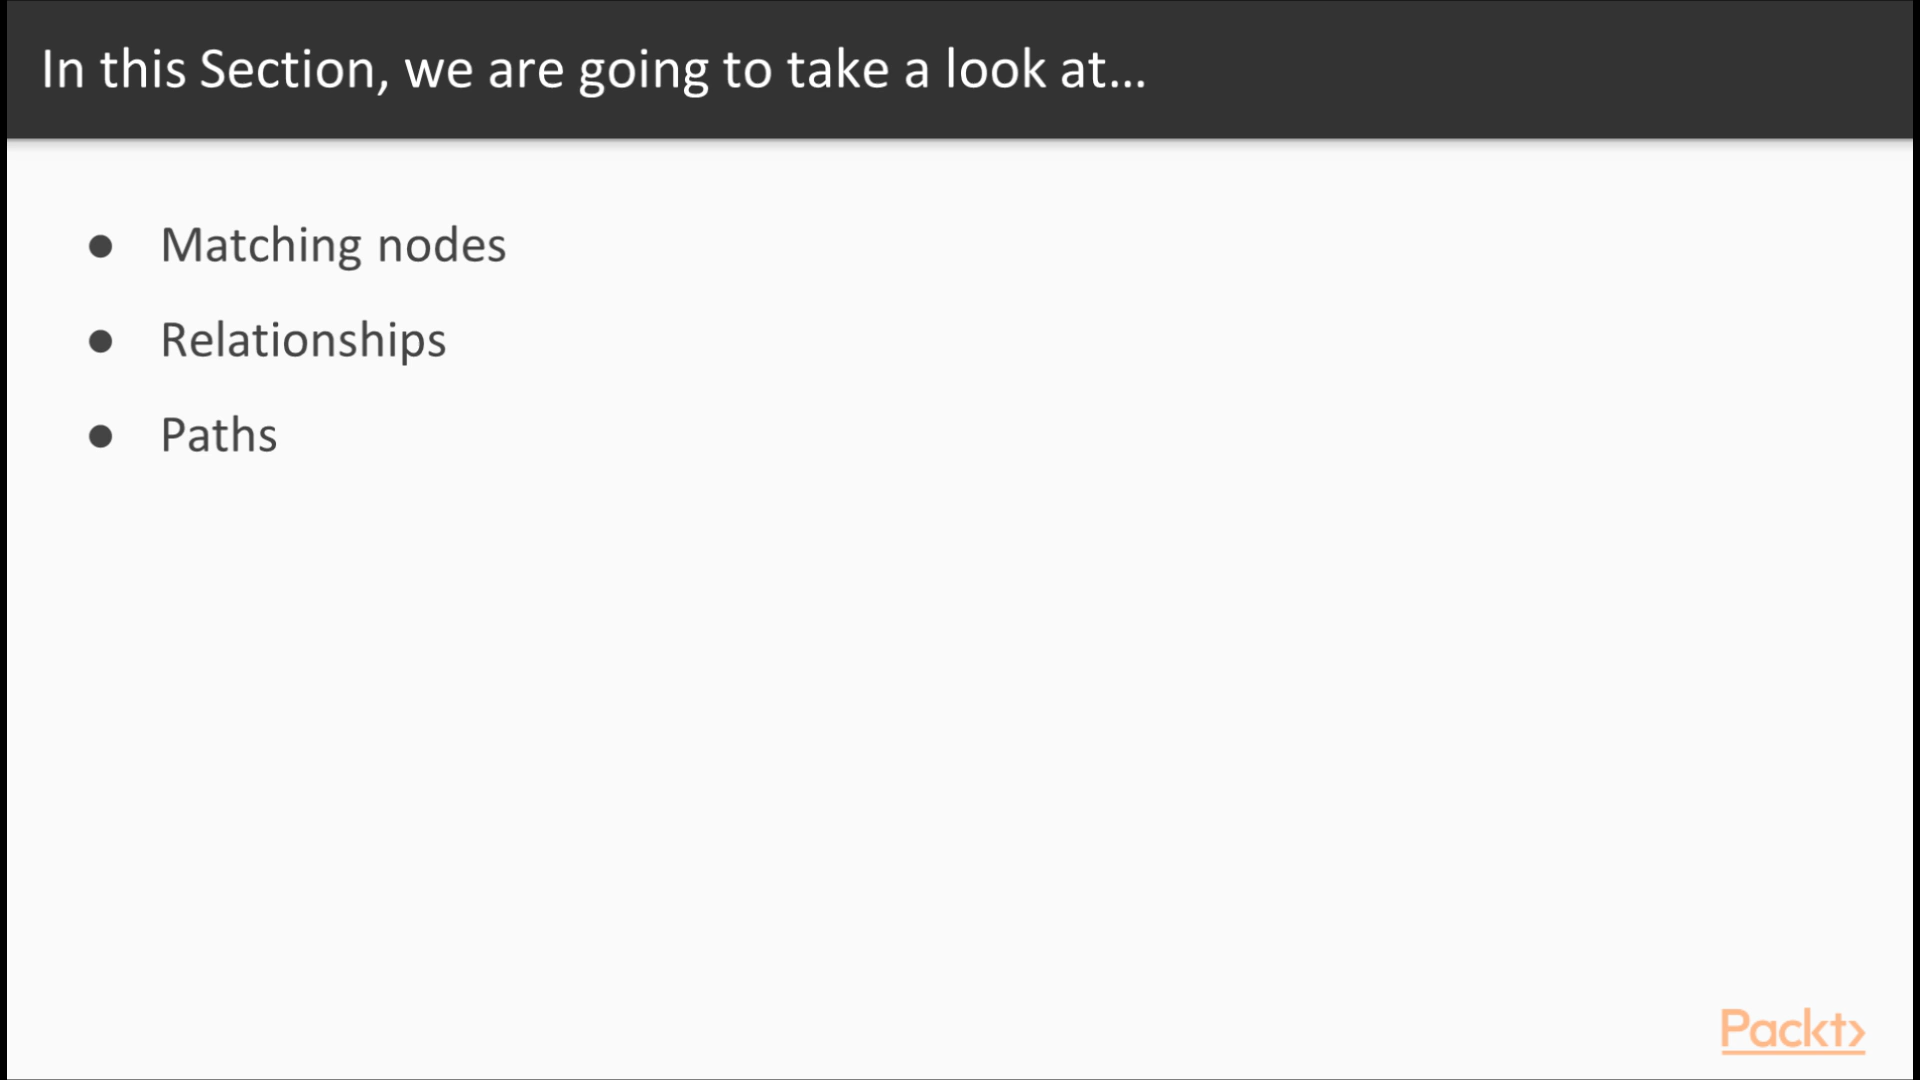 In this Section, we are going to take a look at...
● Matching nodes
● Relationships
● Paths
Packt>